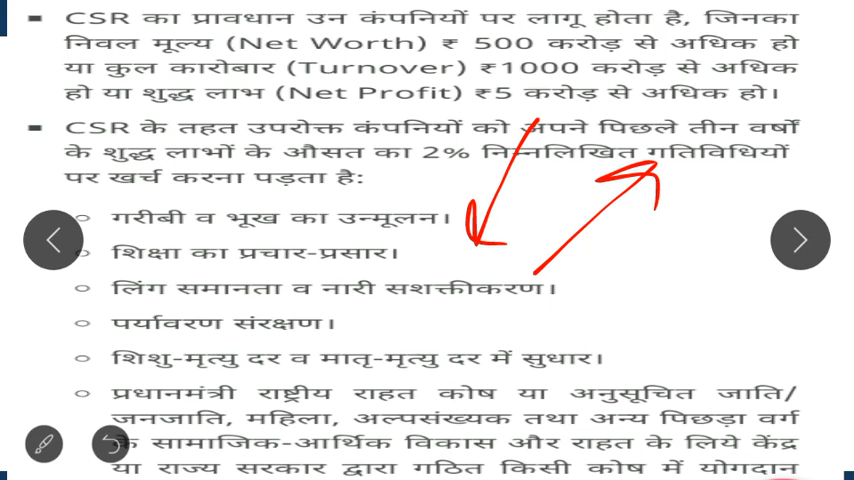 ▪ CSR का प्रावधान उन कंपनियों पर लागू होता है, जिनका
निवल मूल्य (Net Worth) ₹ 500 करोड़ से अधिक हो
या कुल कारोबार (Turnover) ₹1000 करोड़ से अधिक
हो या शुद्ध लाभ (Net Profit) ₹5 करोड़ से अधिक हो।
▪ CSR के तहत उपरोक्त कंपनियों को अपने पिछले तीन वर्षों
के शुद्ध लाभों के औसत का 2% निम्नलिखित गतिविधियों
पर खर्च करना पड़ता है:
○ गरीबी व भूख का उन्मूलन।
○ शिक्षा का प्रचार-प्रसार।
○ लिंग समानता व नारी सशक्तीकरण।
○ पर्यावरण संरक्षण।
○ शिशु-मृत्यु दर व मातृ-मृत्यु दर में सुधार।
○ प्रधानमंत्री राष्ट्रीय राहत कोष या अनुसूचित जाति/
जनजाति, महिला, अल्पसंख्यक तथा अन्य पिछड़ा वर्ग
के सामाजिक-आर्थिक विकास और राहत के लिये केंद्र
या राज्य सरकार द्वारा गठित किसी कोष में योगदान